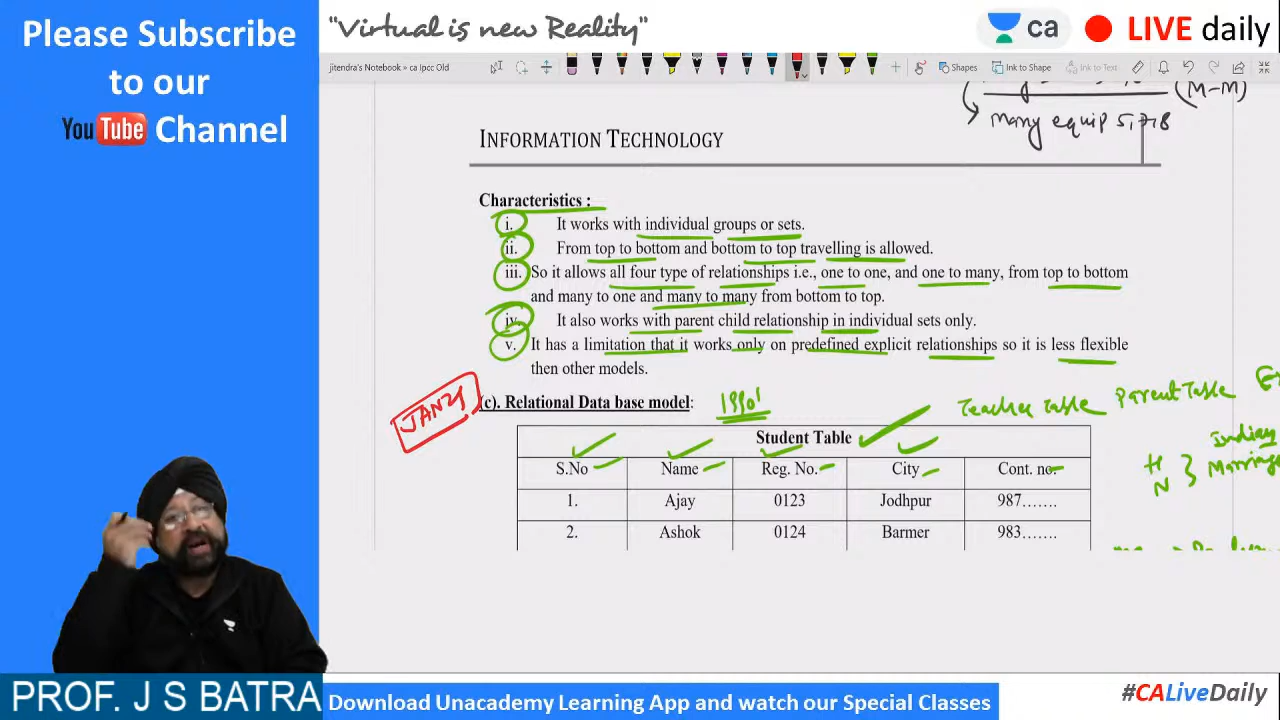 Please Subscribe
to our
YouTube Channel
"Virtual is new Reality"
ca
LIVE daily
jitendra's Notebook » ca Ipcc Old
Shapes
Ink to Shape
Ink to Text
(M-M)
many equip 5,7,8
INFORMATION TECHNOLOGY
Characteristics :
i. It works with individual groups or sets.
ii. From top to bottom and bottom to top travelling is allowed.
iii. So it allows all four type of relationships i.e., one to one, and one to many, from top to bottom
and many to one and many to many from bottom to top.
iv. It also works with parent child relationship in individual sets only.
v. It has a limitation that it works only on predefined explicit relationships so it is less flexible
then other models.
JAN21
(c). Relational Data base model:
1990'
Teacher Table
Parent Table
Student Table
S.No Name Reg. No. City Cont. no.
H
N
1. Ajay 0123 Jodhpur 987…….
2. Ashok 0124 Barmer 983…….
PROF. J S BATRA
Download Unacademy Learning App and watch our Special Classes
#CALiveDaily